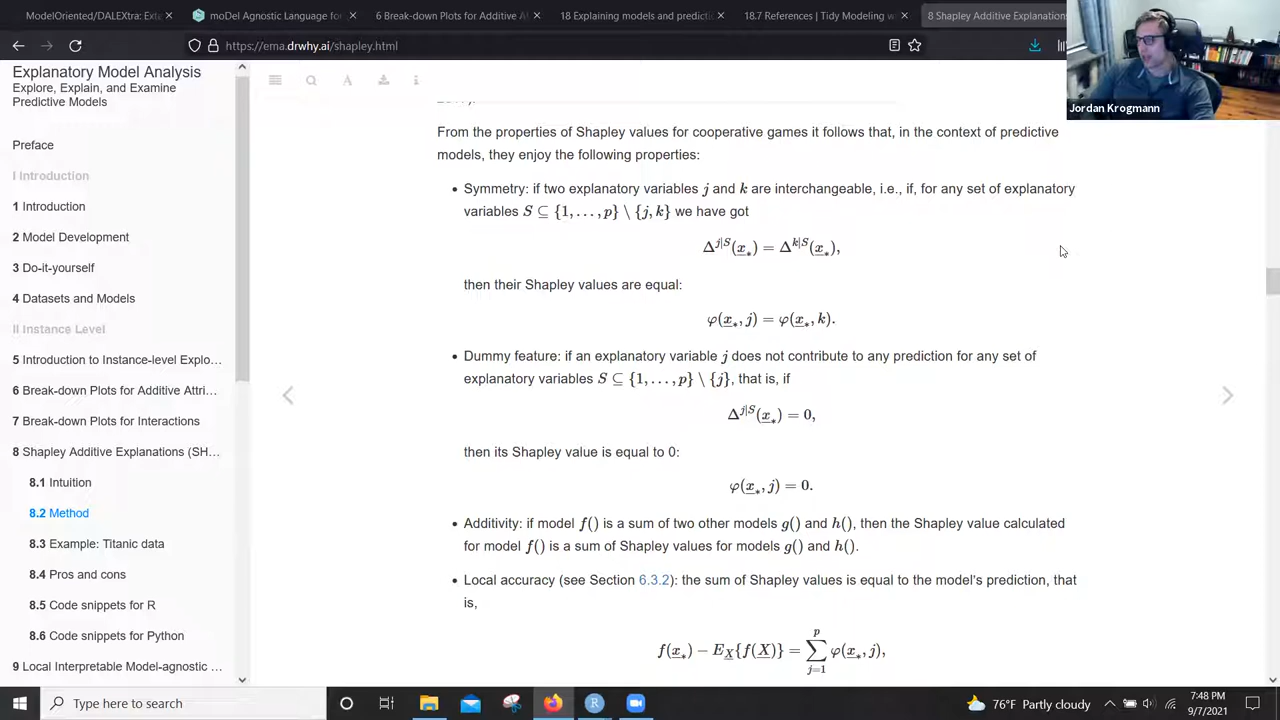 ModelOriented/DALEXtra: Ext
moDel Agnostic Language for
6 Break-down Plots for Additive A
18 Explaining models and predicti
18.7 References | Tidy Modeling w
8 Shapley Additive Explanations
https://ema.drwhy.ai/shapley.html
Jordan Krogmann
Explanatory Model Analysis
Explore, Explain, and Examine
Predictive Models
Preface
I Introduction
1 Introduction
2 Model Development
3 Do-it-yourself
4 Datasets and Models
II Instance Level
5 Introduction to Instance-level Explo...
6 Break-down Plots for Additive Attri...
7 Break-down Plots for Interactions
8 Shapley Additive Explanations (SH...
8.1 Intuition
8.2 Method
8.3 Example: Titanic data
8.4 Pros and cons
8.5 Code snippets for R
8.6 Code snippets for Python
9 Local Interpretable Model-agnostic ...
From the properties of Shapley values for cooperative games it follows that, in the context of predictive
models, they enjoy the following properties:
• Symmetry: if two explanatory variables j and k are interchangeable, i.e., if, for any set of explanatory
variables S ⊆ {1, …, p} \ {j, k} we have got
Δ^{j|S}(x_*) = Δ^{k|S}(x_*),
then their Shapley values are equal:
φ(x_*, j) = φ(x_*, k).
• Dummy feature: if an explanatory variable j does not contribute to any prediction for any set of
explanatory variables S ⊆ {1, …, p} \ {j}, that is, if
Δ^{j|S}(x_*) = 0,
then its Shapley value is equal to 0:
φ(x_*, j) = 0.
• Additivity: if model f() is a sum of two other models g() and h(), then the Shapley value calculated
for model f() is a sum of Shapley values for models g() and h().
• Local accuracy (see Section 6.3.2): the sum of Shapley values is equal to the model's prediction, that
is,
f(x_*) − E_X{f(X)} = ∑_{j=1}^{p} φ(x_*, j),
Type here to search
76°F Partly cloudy
7:48 PM
9/7/2021